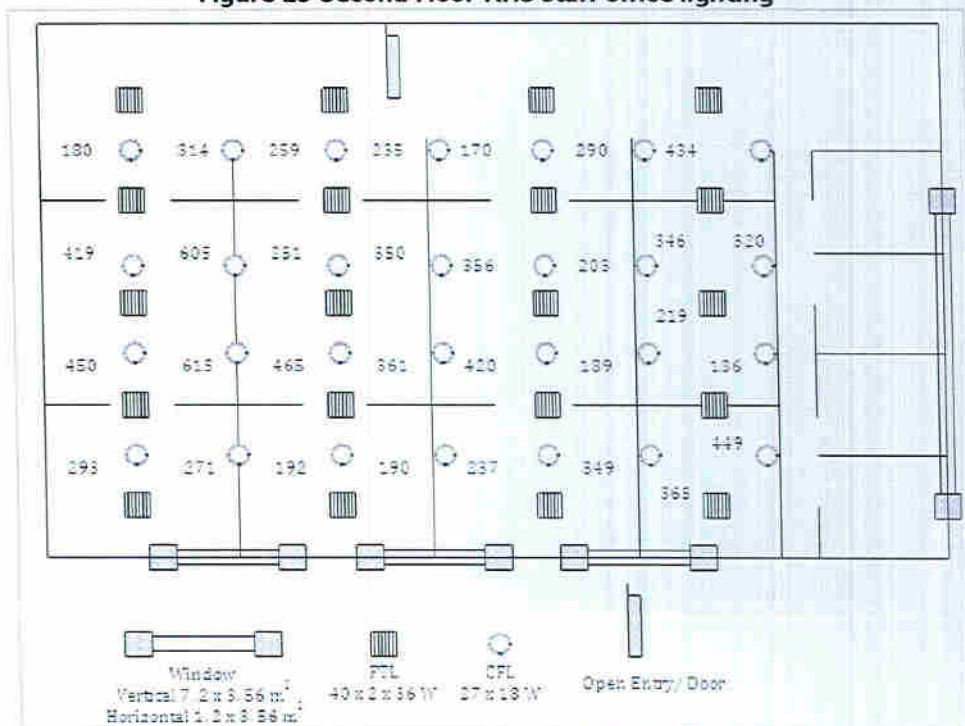 Figure 25 Second Floor RMS staff office lighting
180 314 259 235 170 290 434
419 605 251 350 356 203 346 320
219
450 613 465 361 420 189 136
293 271 192 190 237 349 449
365
Window
Vertical 7.2 x 3.56 m²
Horizontal 1.2 x 3.56 m²
FTL
40 x 2 x 36 W
CFL
27 x 18 W
Open Entry/Door